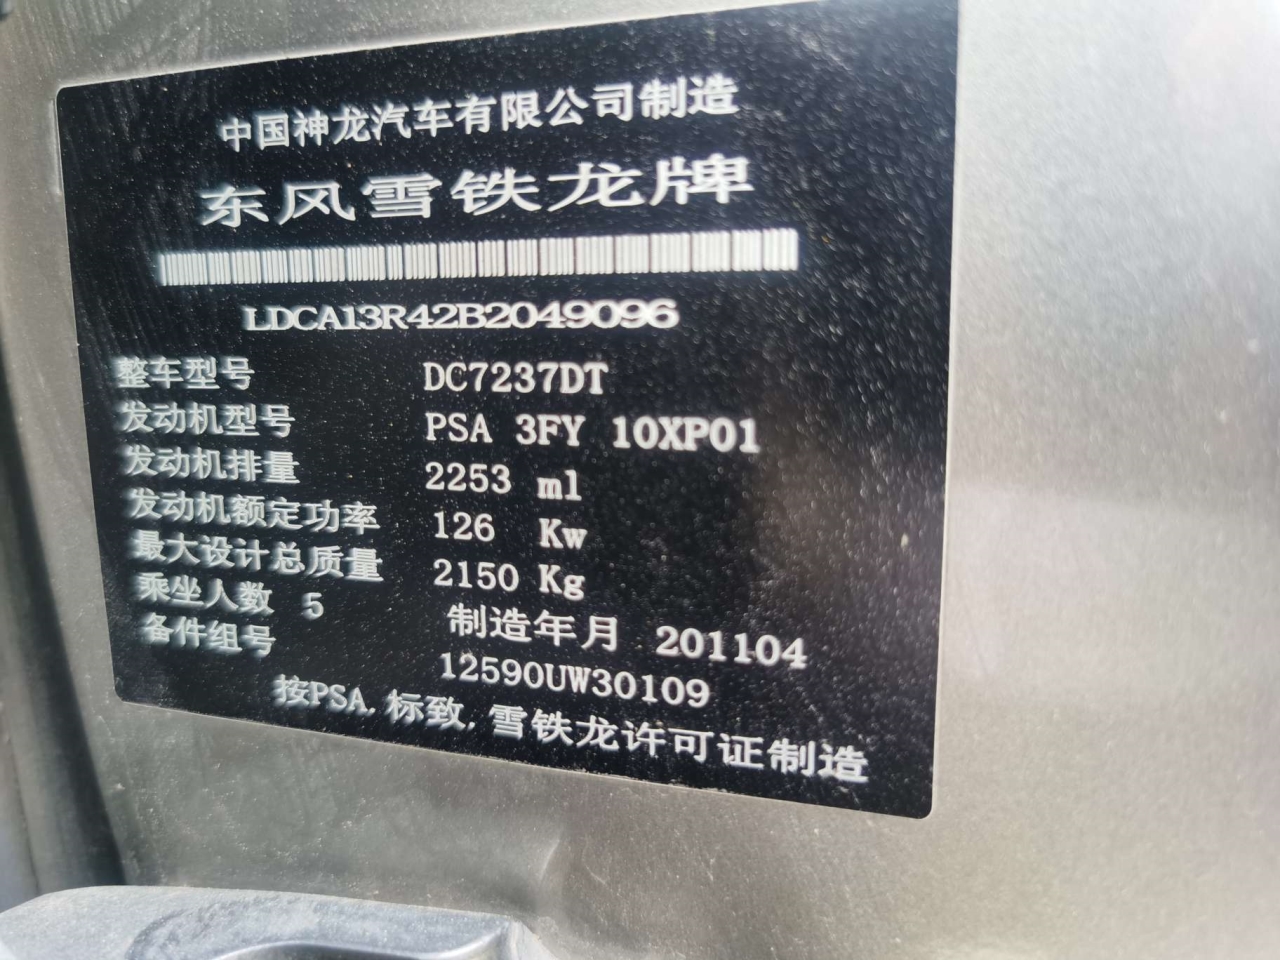 中国神龙汽车有限公司制造
东风雪铁龙牌
LDCA13R42B2049096
整车型号 DC7237DT
发动机型号 PSA 3FY 10XP01
发动机排量 2253 ml
发动机额定功率 126 Kw
最大设计总质量 2150 Kg
乘坐人数 5 制造年月 201104
备件组号 12590UW30109
按PSA.标致.雪铁龙许可证制造